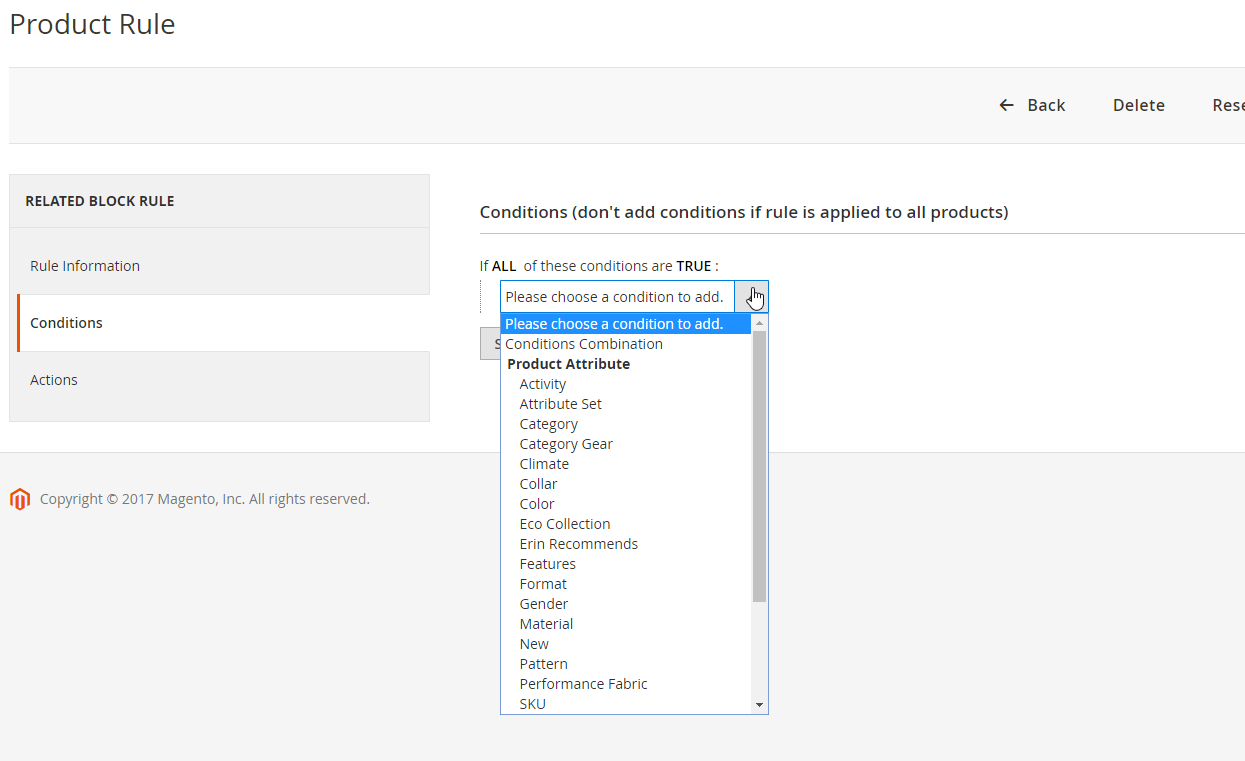 Product Rule
Back
Delete
RELATED BLOCK RULE
Rule Information
Conditions
Actions
Conditions (don't add conditions if rule is applied to all products)
If ALL of these conditions are TRUE :
Please choose a condition to add.
Please choose a condition to add.
Conditions Combination
Product Attribute
Activity
Attribute Set
Category
Category Gear
Climate
Collar
Color
Eco Collection
Erin Recommends
Features
Format
Gender
Material
New
Pattern
Performance Fabric
SKU
Copyright © 2017 Magento, Inc. All rights reserved.